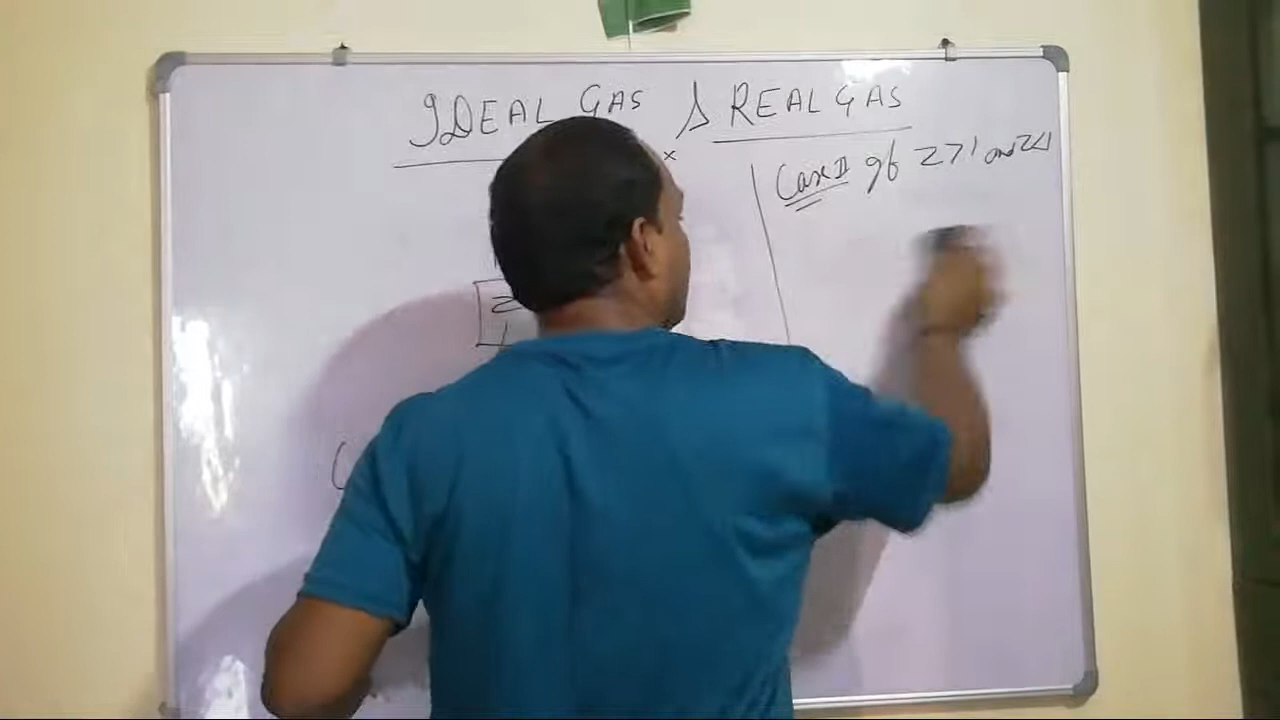 IDEAL GAS & REAL GAS
x
Case II If Z>1 or Z<1
Z